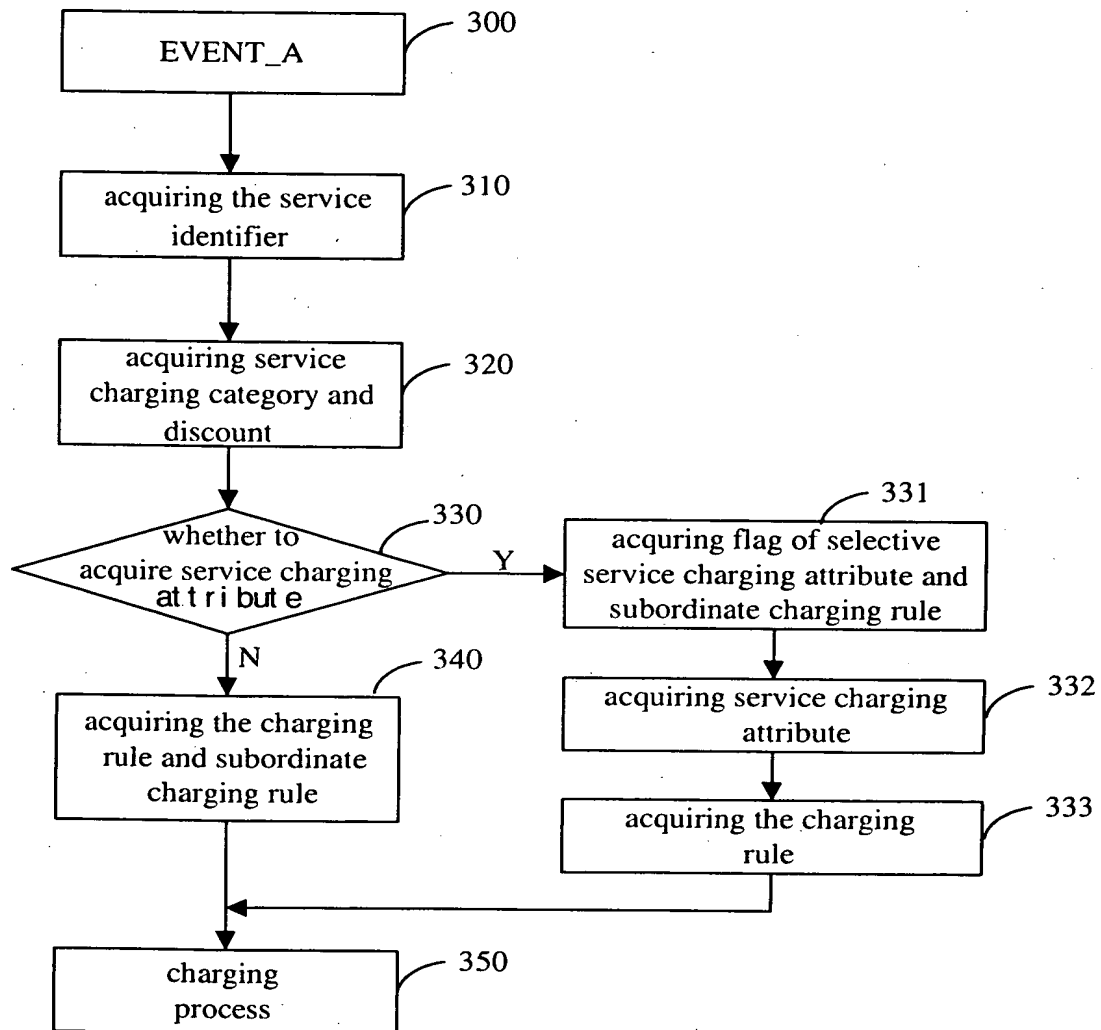 EVENT_A
300
acquiring the service
identifier
310
acquiring service
charging category and
discount
320
whether to
acquire service charging
attribute
330
Y
N
acquring flag of selective
service charging attribute and
subordinate charging rule
331
acquiring service charging
attribute
332
acquiring the charging
rule
333
acquiring the charging
rule and subordinate
charging rule
340
charging
process
350